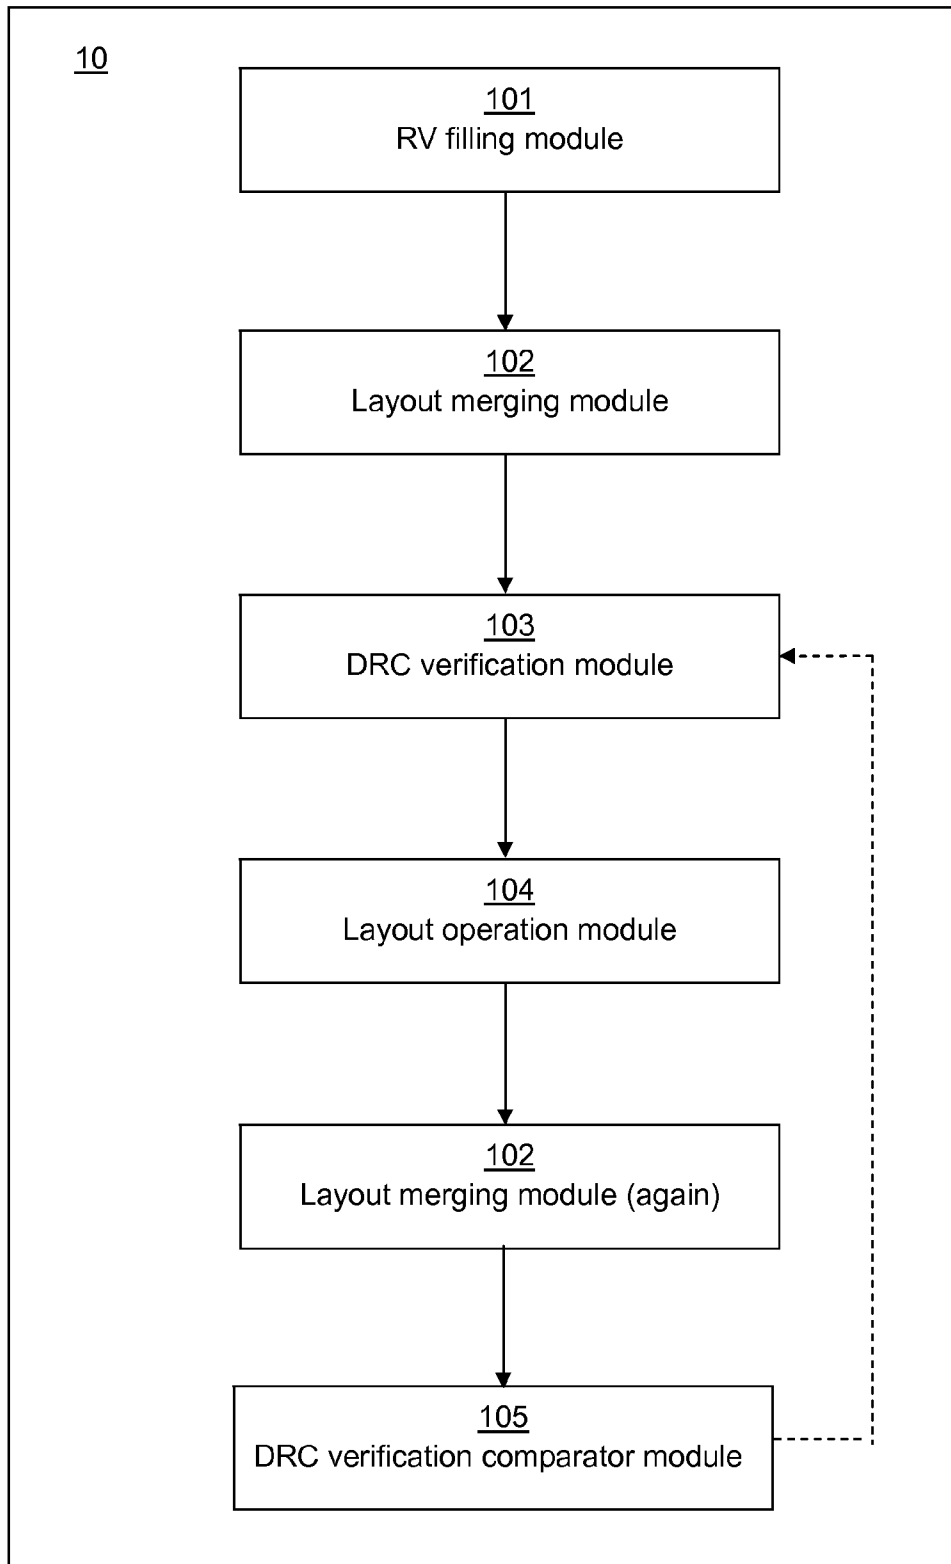 10
101
RV filling module
102
Layout merging module
103
DRC verification module
104
Layout operation module
102
Layout merging module (again)
105
DRC verification comparator module